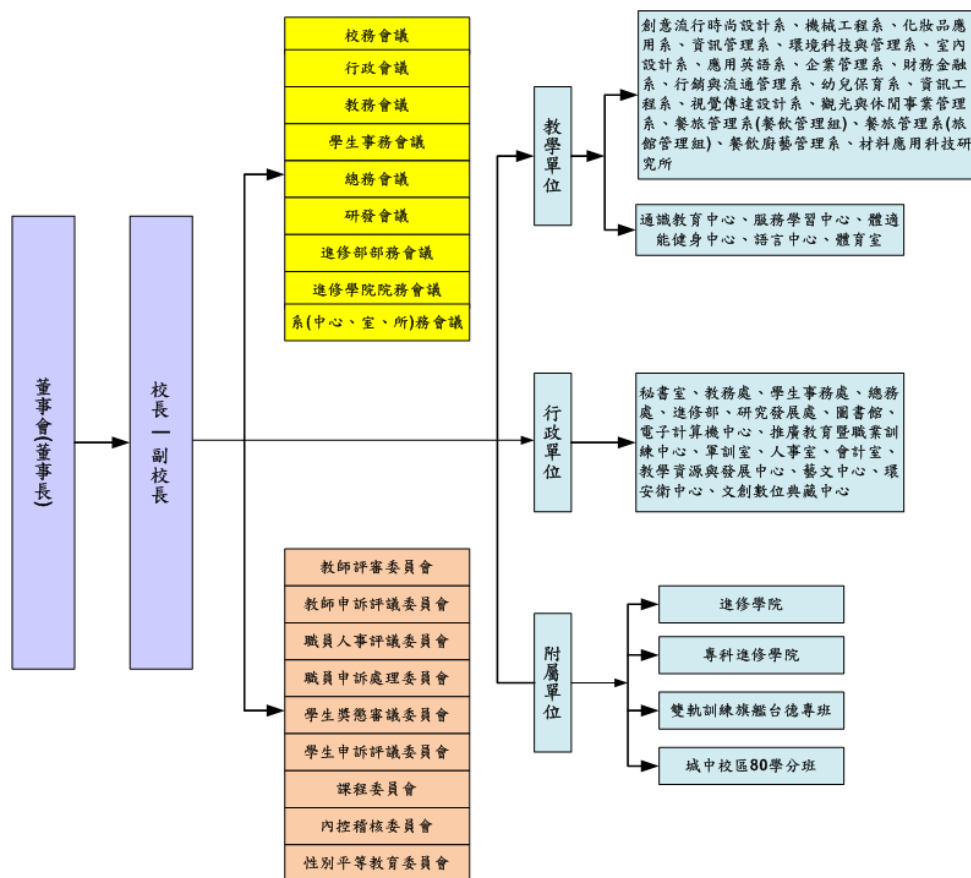 董事會(董事長)
校長—副校長
校務會議
行政會議
教務會議
學生事務會議
總務會議
研發會議
進修部部務會議
進修學院院務會議
系(中心、室、所)務會議
教師評審委員會
教師申訴評議委員會
職員人事評議委員會
職員申訴處理委員會
學生獎懲審議委員會
學生申訴評議委員會
課程委員會
內控稽核委員會
性別平等教育委員會
教學單位
創意流行時尚設計系、機械工程系、化妝品應
用系、資訊管理系、環境科技與管理系、室內
設計系、應用英語系、企業管理系、財務金融
系、行銷與流通管理系、幼兒保育系、資訊工
程系、視覺傳達設計系、觀光與休閒事業管理
系、餐旅管理系(餐飲管理組)、餐旅管理系(旅
館管理組)、餐飲廚藝管理系、材料應用科技研
究所
通識教育中心、服務學習中心、體適
能健身中心、語言中心、體育室
行政單位
秘書室、教務處、學生事務處、總務
處、進修部、研究發展處、圖書館、
電子計算機中心、推廣教育暨職業訓
練中心、軍訓室、人事室、會計室、
教學資源與發展中心、藝文中心、環
安衛中心、文創數位典藏中心
附屬單位
進修學院
專科進修學院
雙軌訓練旗艦台德專班
城中校區80學分班